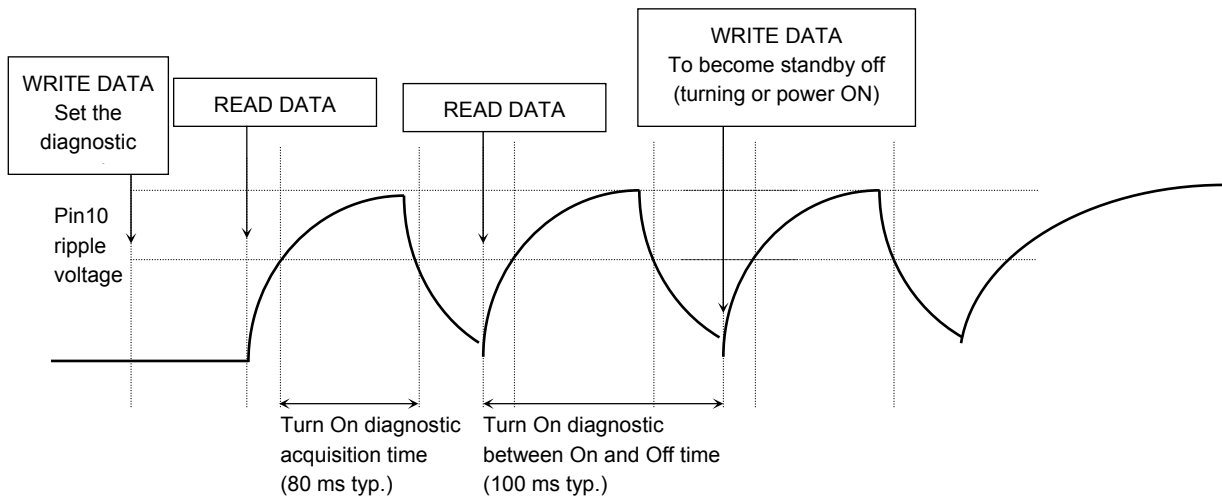 WRITE DATA
Set the
diagnostic
READ DATA
READ DATA
WRITE DATA
To become standby off
(turning or power ON)
Pin10
ripple
voltage
Turn On diagnostic
acquisition time
(80 ms typ.)
Turn On diagnostic
between On and Off time
(100 ms typ.)